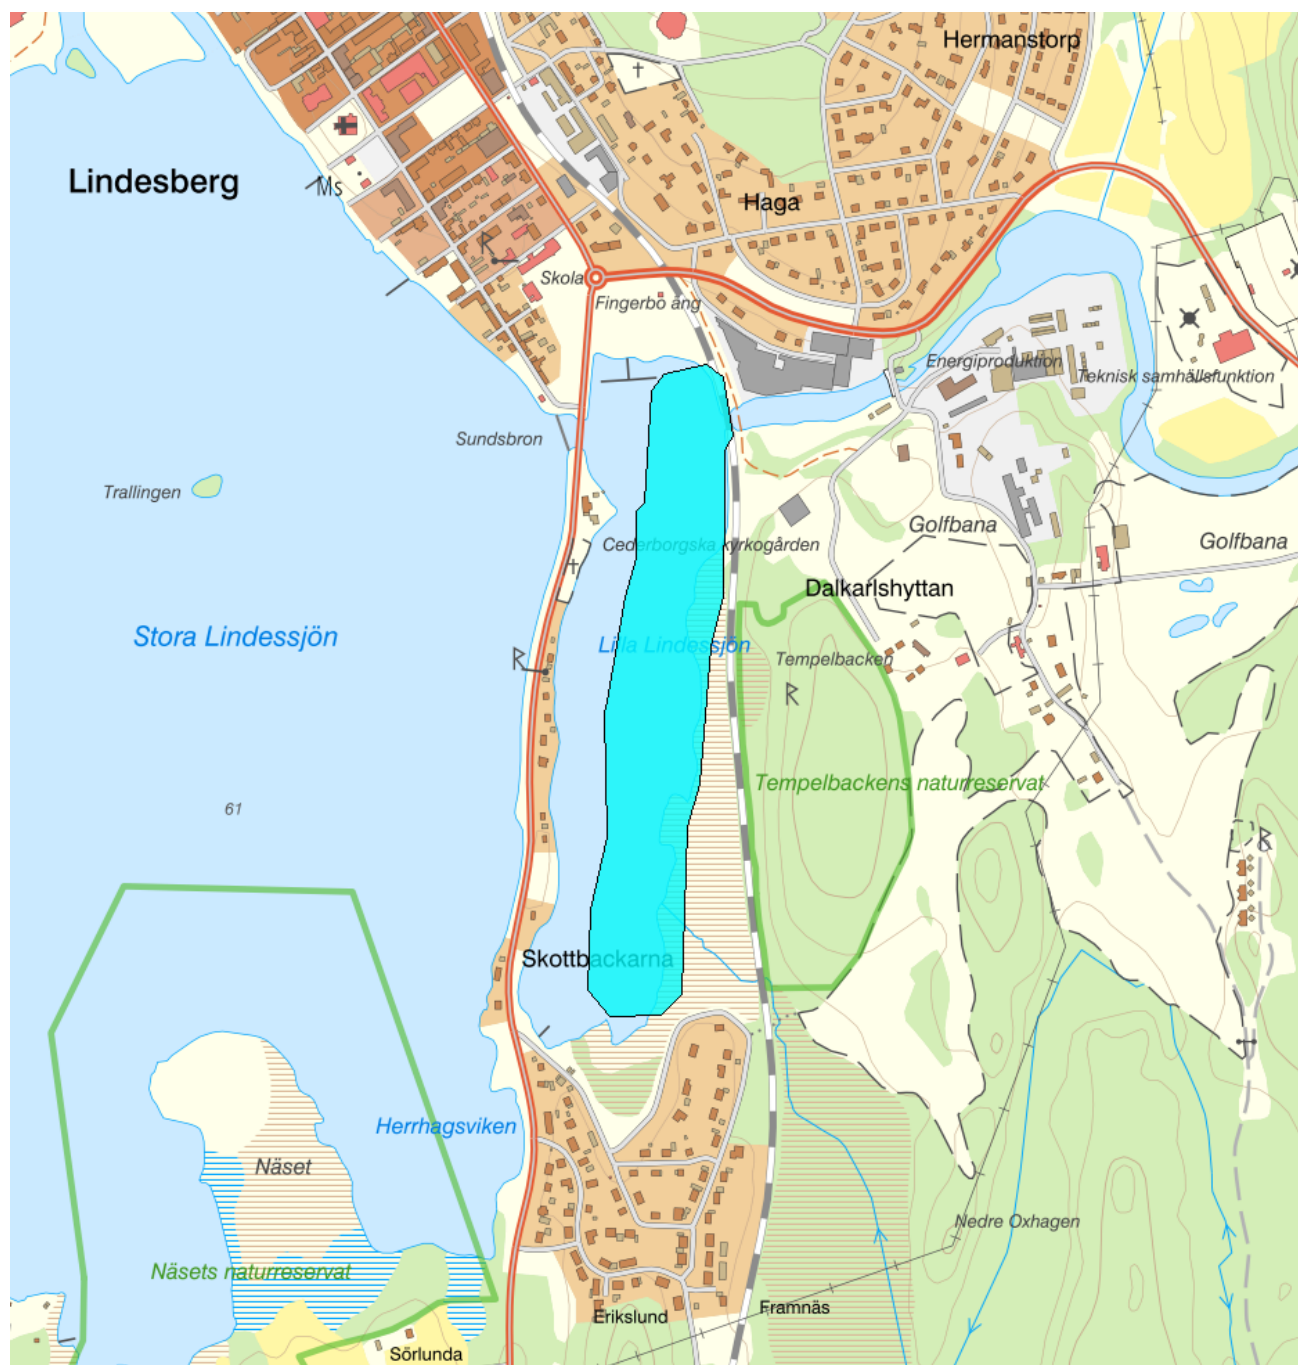 Hermanstorp
Lindesberg
Ms
Haga
Skola
Fingerbo äng
Energiproduktion
Teknisk samhällsfunktion
Sundsbron
Trallingen
Golfbana
Golfbana
Cederborgska kyrkogården
Dalkarlshyttan
Stora Lindessjön
Lilla Lindessjön
Tempelbacken
Tempelbackens naturreservat
61
Skottbackarna
Herrhagsviken
Näset
Nedre Oxhagen
Näsets naturreservat
Framnäs
Erikslund
Sörlunda